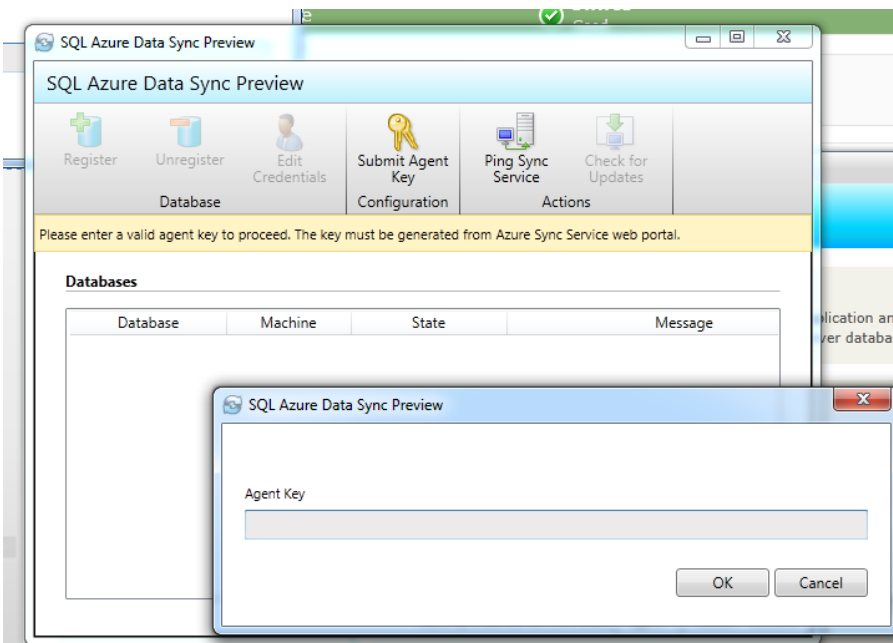 SQL Azure Data Sync Preview
SQL Azure Data Sync Preview
Register
Unregister
Edit
Credentials
Submit Agent
Key
Ping Sync
Service
Check for
Updates
Database
Configuration
Actions
Please enter a valid agent key to proceed. The key must be generated from Azure Sync Service web portal.
Databases
Database Machine State Message
SQL Azure Data Sync Preview
Agent Key
OK Cancel